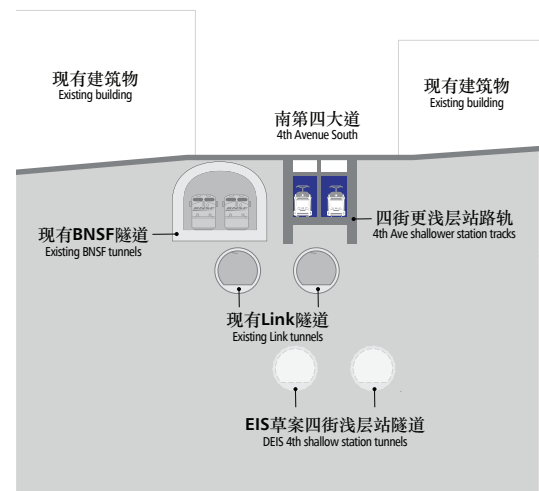 现有建筑物
Existing building
现有建筑物
Existing building
南第四大道
4th Avenue South
四街更浅层站路轨
4th Ave shallower station tracks
现有BNSF隧道
Existing BNSF tunnels
现有Link隧道
Existing Link tunnels
EIS草案四街浅层站隧道
DEIS 4th shallow station tunnels